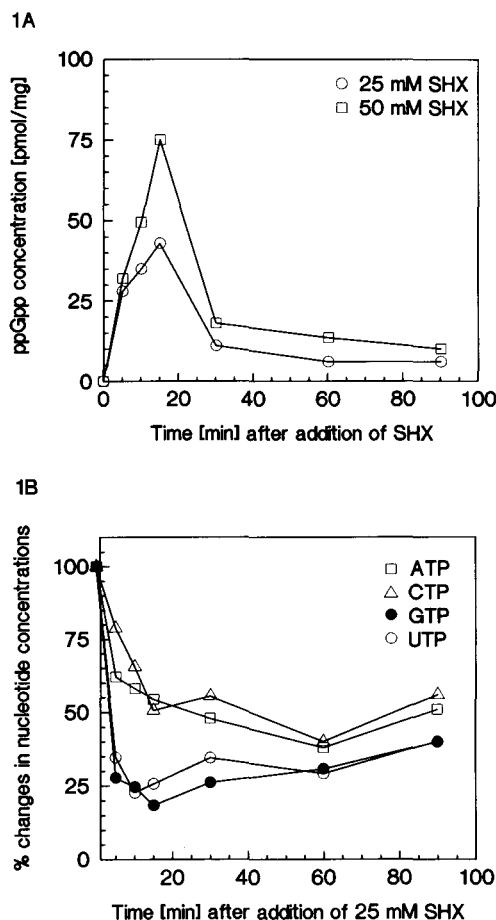 1A
ppGpp concentration [pmol/mg]
100
75
50
25
0
25 mM SHX
50 mM SHX
0 20 40 60 80 100
Time [min] after addition of SHX
1B
% changes in nucleotide concentrations
100
75
50
25
0
ATP
CTP
GTP
UTP
0 20 40 60 80 100
Time [min] after addition of 25 mM SHX